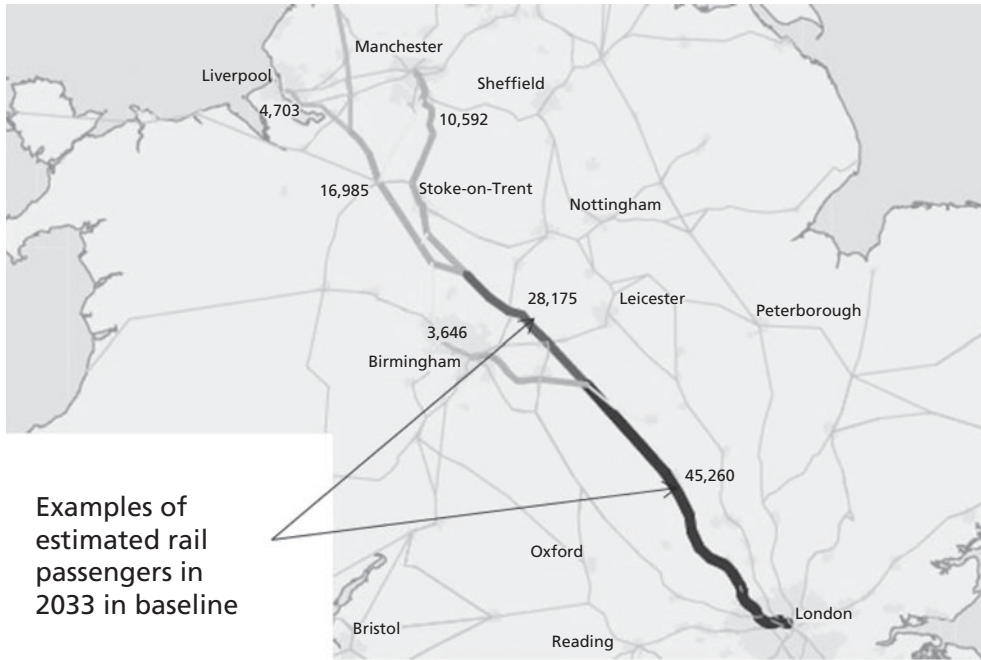 Manchester
Liverpool
Sheffield
4,703
10,592
16,985
Stoke-on-Trent
Nottingham
28,175
Leicester
Peterborough
3,646
Birmingham
45,260
Examples of
estimated rail
passengers in
2033 in baseline
Oxford
London
Bristol
Reading